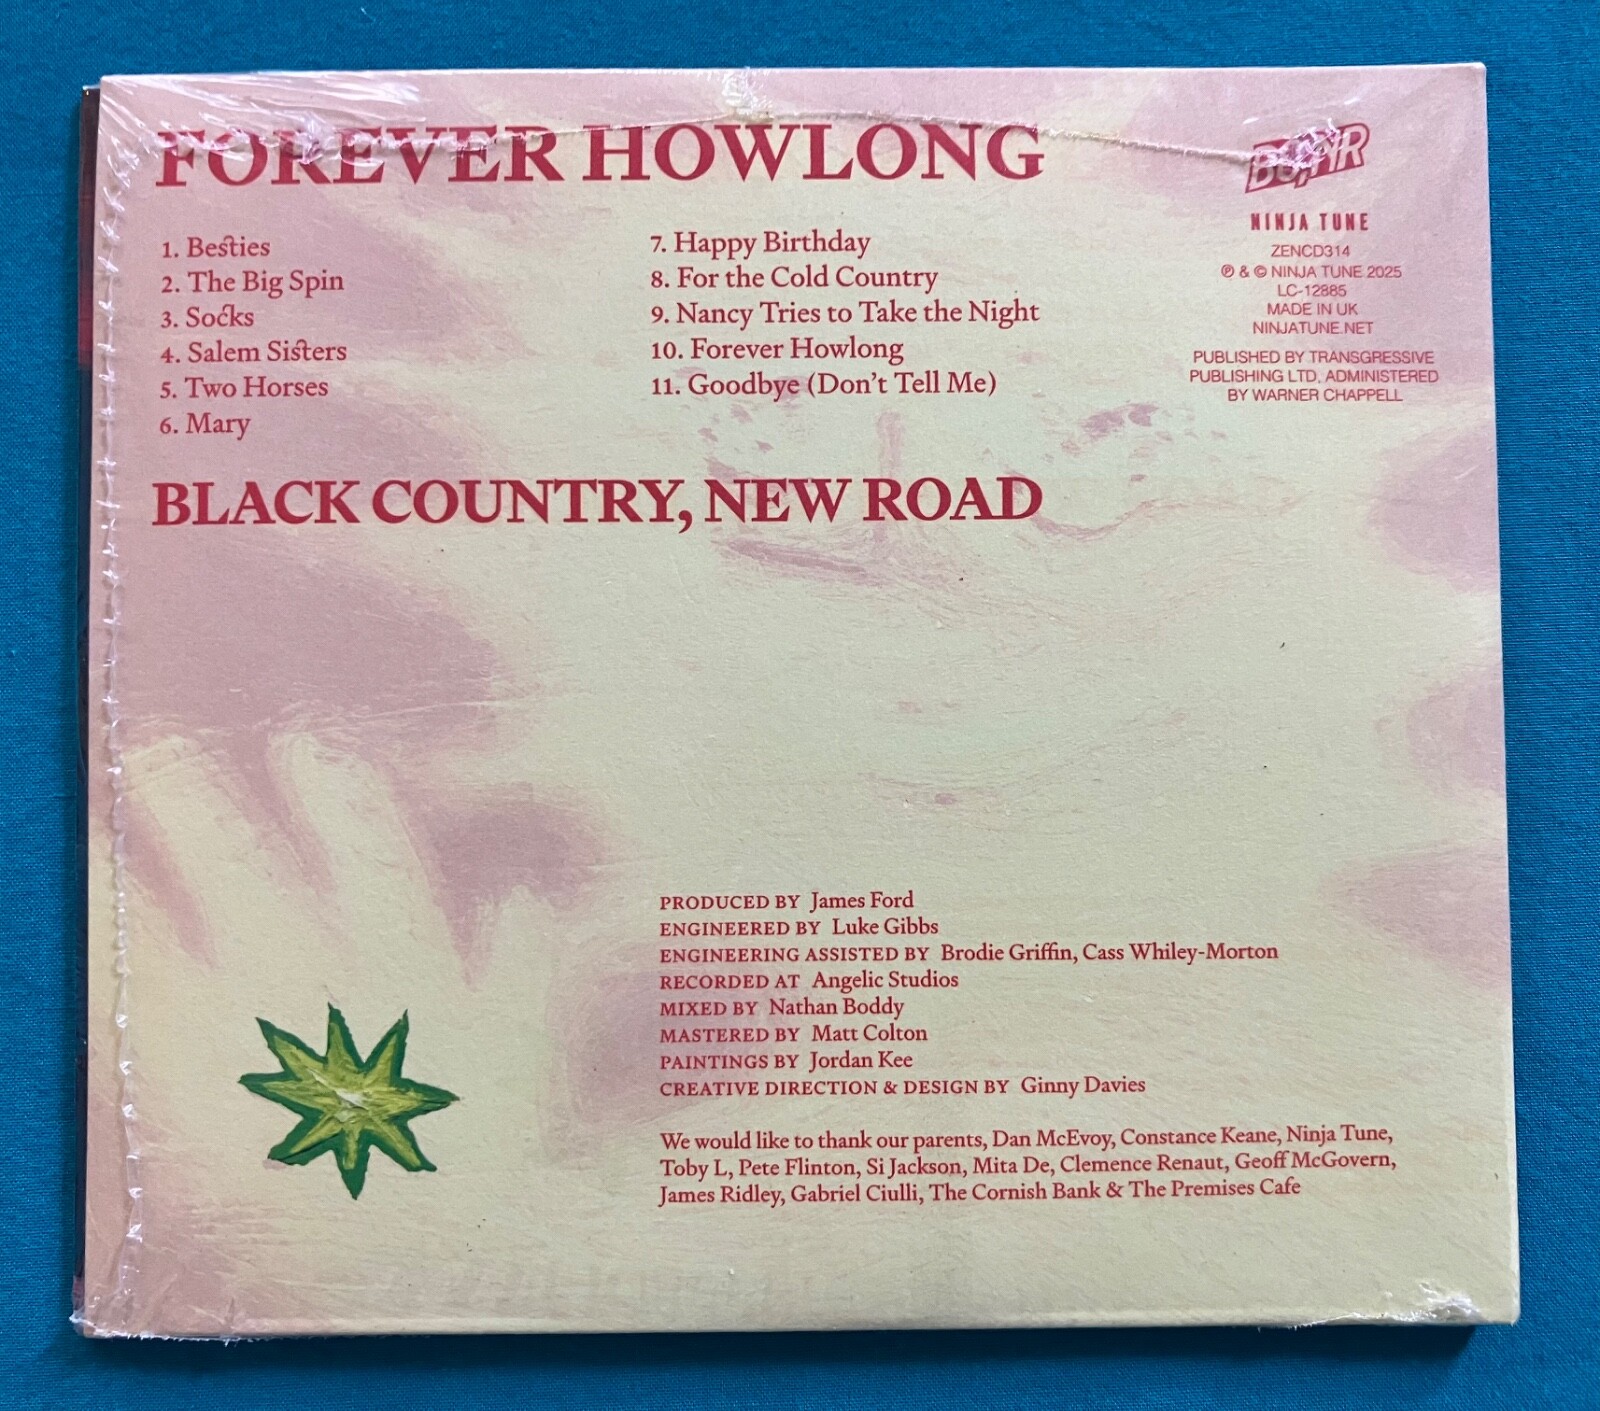 FOREVER HOWLONG
1. Besties
2. The Big Spin
3. Socks
4. Salem Sisters
5. Two Horses
6. Mary
7. Happy Birthday
8. For the Cold Country
9. Nancy Tries to Take the Night
10. Forever Howlong
11. Goodbye (Don't Tell Me)
BLACK COUNTRY, NEW ROAD
BC,NR
NINJA TUNE
ZENCD314
℗ & © NINJA TUNE 2025
LC-12885
MADE IN UK
NINJATUNE.NET
PUBLISHED BY TRANSGRESSIVE
PUBLISHING LTD, ADMINISTERED
BY WARNER CHAPPELL
PRODUCED BY James Ford
ENGINEERED BY Luke Gibbs
ENGINEERING ASSISTED BY Brodie Griffin, Cass Whiley-Morton
RECORDED AT Angelic Studios
MIXED BY Nathan Boddy
MASTERED BY Matt Colton
PAINTINGS BY Jordan Kee
CREATIVE DIRECTION & DESIGN BY Ginny Davies
We would like to thank our parents, Dan McEvoy, Constance Keane, Ninja Tune,
Toby L, Pete Flinton, Si Jackson, Mita De, Clemence Renaut, Geoff McGovern,
James Ridley, Gabriel Ciulli, The Cornish Bank & The Premises Cafe